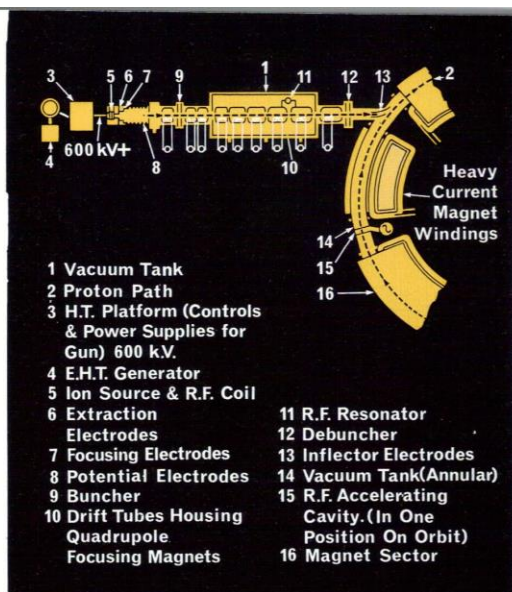 1
11
12
13
2
3
5 6 7
9
600 kV+
4
8
10
Heavy
Current
Magnet
Windings
14
15
16
1 Vacuum Tank
2 Proton Path
3 H.T. Platform (Controls
& Power Supplies for
Gun) 600 k.V.
4 E.H.T. Generator
5 Ion Source & R.F. Coil
6 Extraction
Electrodes
7 Focusing Electrodes
8 Potential Electrodes
9 Buncher
10 Drift Tubes Housing
Quadrupole
Focusing Magnets
11 R.F. Resonator
12 Debuncher
13 Inflector Electrodes
14 Vacuum Tank(Annular)
15 R.F. Accelerating
Cavity.(In One
Position On Orbit)
16 Magnet Sector